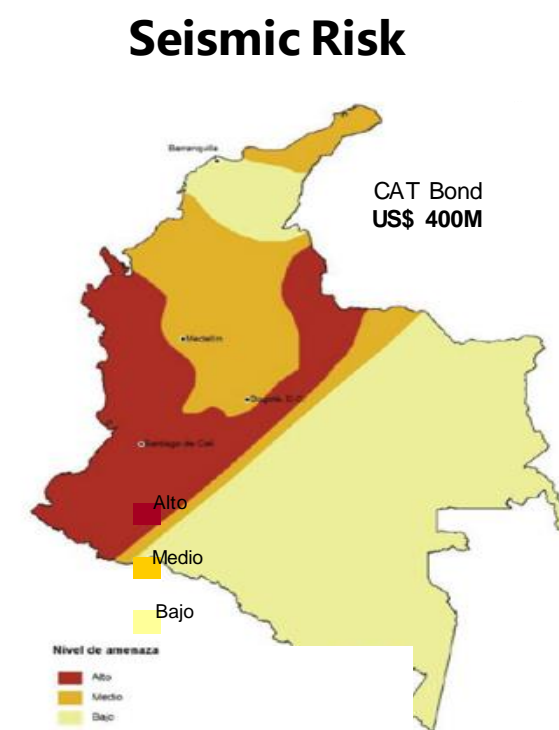 Seismic Risk
Barranquilla
CAT Bond
US$ 400M
Medellín
Bogotá, D.C.
Santiago de Cali
Alto
Medio
Bajo
Nivel de amenaza
Alto
Medio
Bajo